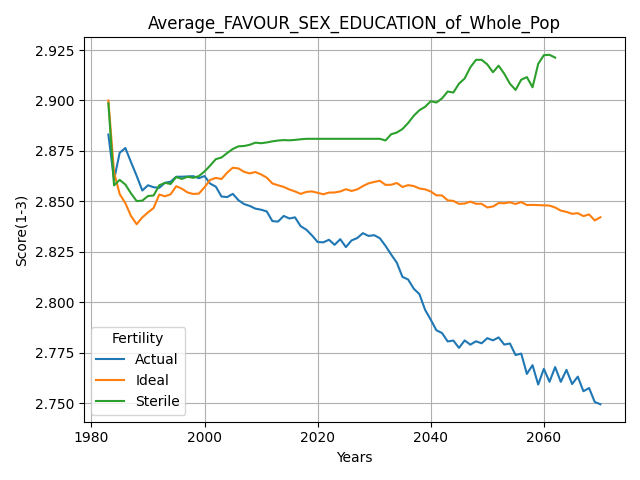 Average_FAVOUR_SEX_EDUCATION_of_Whole_Pop
Score(1-3)
2.925
2.900
2.875
2.850
2.825
2.800
2.775
2.750
Fertility
Actual
Ideal
Sterile
1980
2000
2020
2040
2060
Years